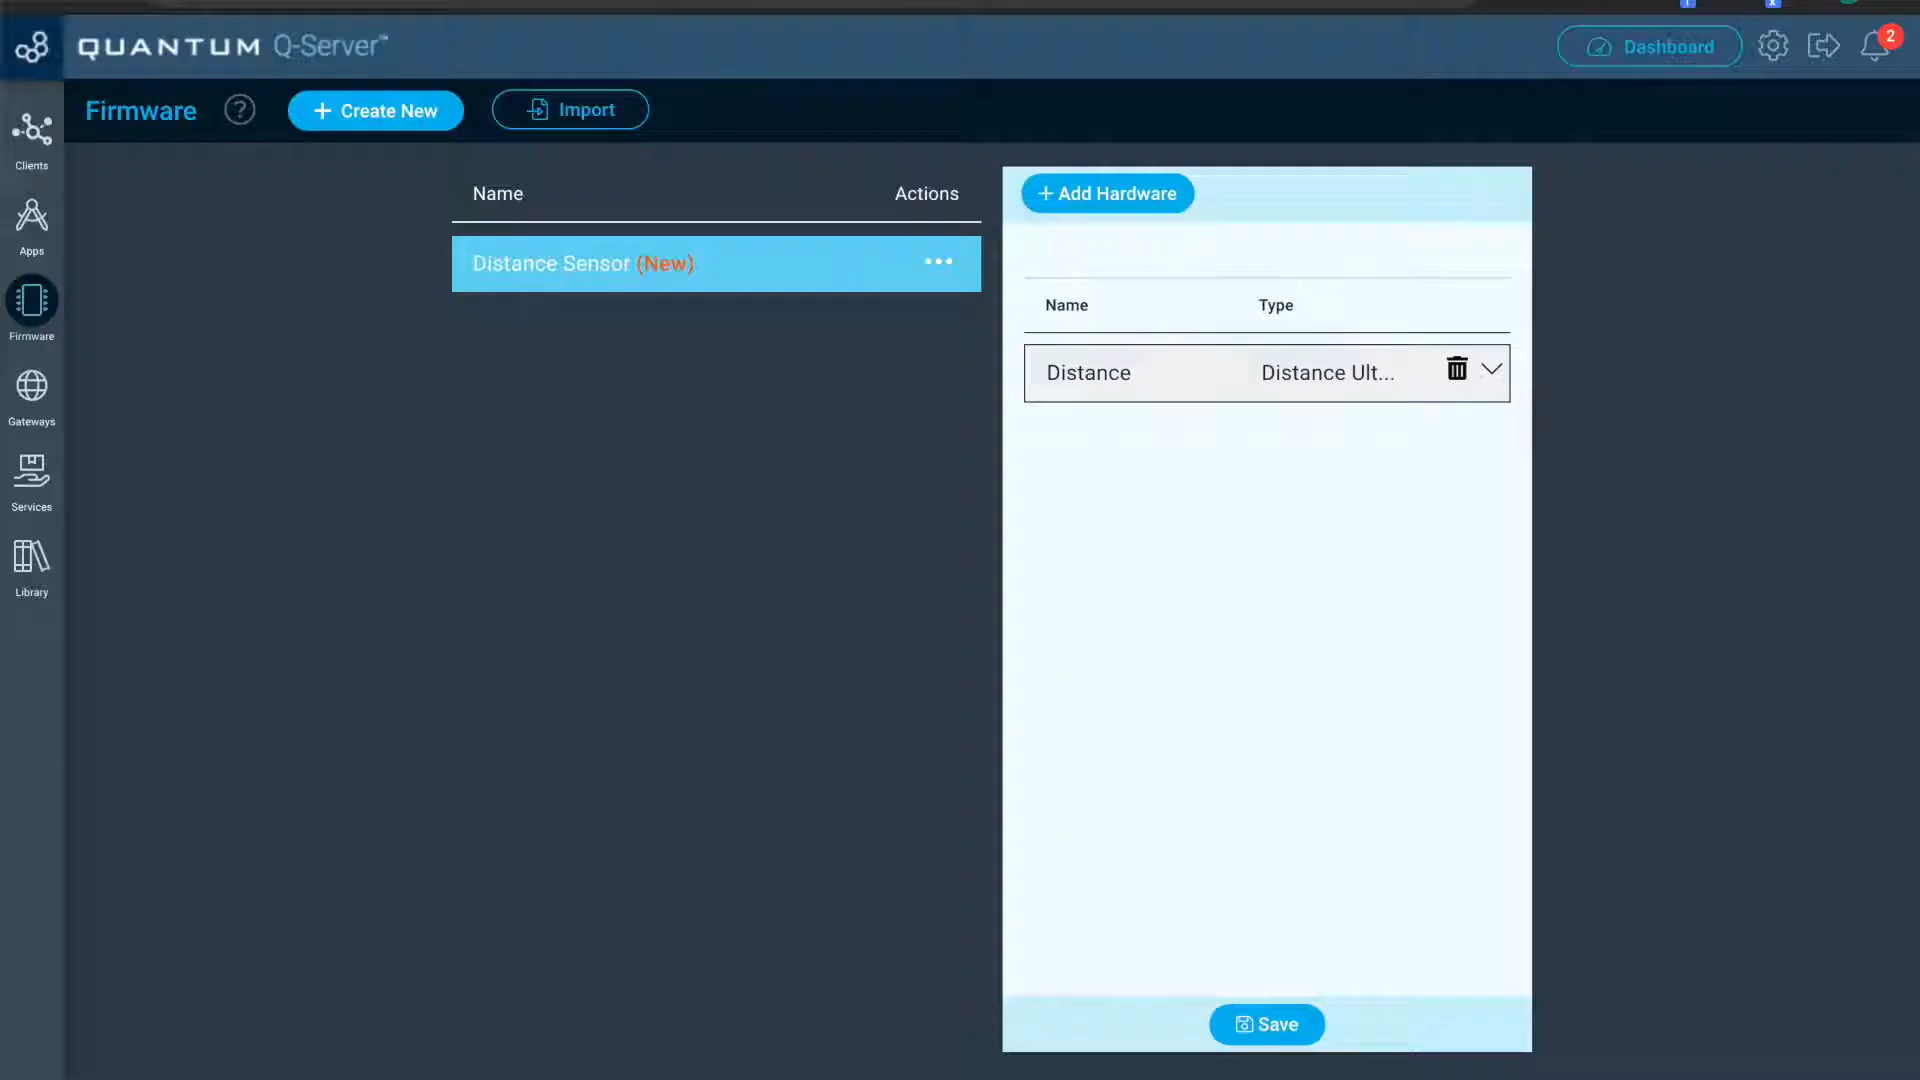 QUANTUM Q-Server™
Dashboard
2
Firmware
?
+ Create New
Import
Clients
Apps
Firmware
Gateways
Services
Library
Name Actions
Distance Sensor (New) •••
+ Add Hardware
Name Type
Distance Distance Ult...
Save